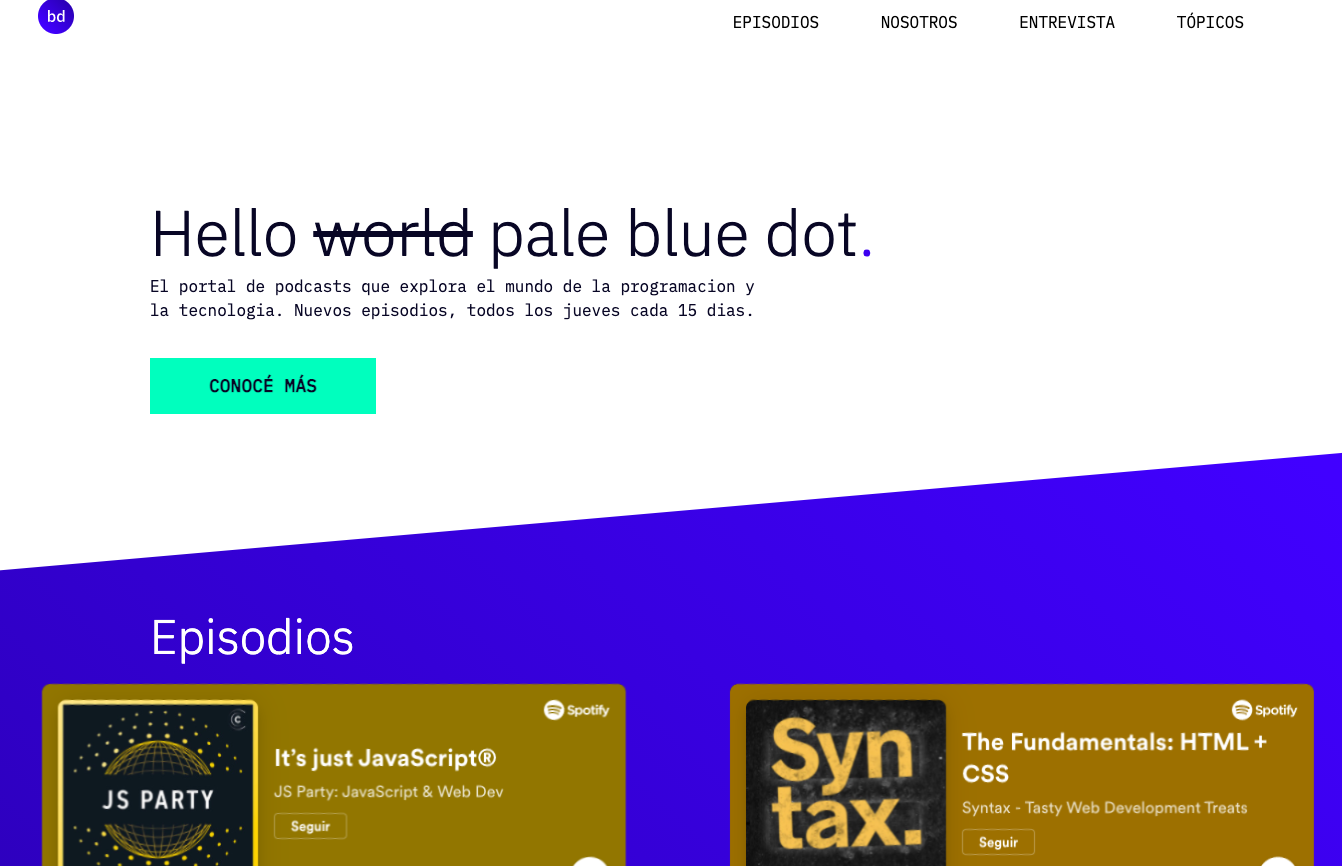 bd
EPISODIOS NOSOTROS ENTREVISTA TÓPICOS
Hello world pale blue dot.
El portal de podcasts que explora el mundo de la programacion y
la tecnologia. Nuevos episodios, todos los jueves cada 15 dias.
CONOCÉ MÁS
Episodios
Spotify
It's just JavaScript®
JS Party: JavaScript & Web Dev
Seguir
C
JS PARTY
Spotify
The Fundamentals: HTML +
CSS
Syntax - Tasty Web Development Treats
Seguir
Syn
tax.